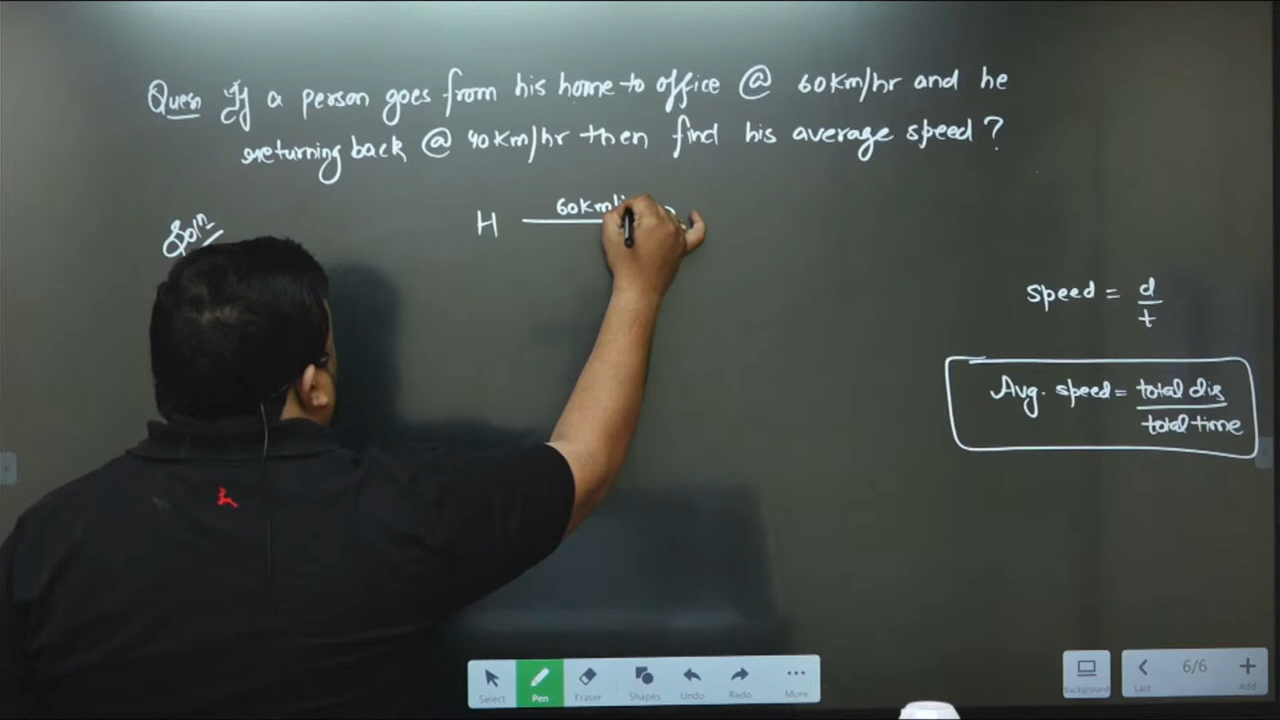 Quesn If a person goes from his home to office @ 60km/hr and he
returning back @ 40km/hr then find his average speed ?
Soln
H
speed = d/t
Avg. speed = total dis/total time
Select
Pen
Eraser
Shapes
Undo
Redo
More
Background
Last
6/6
Add